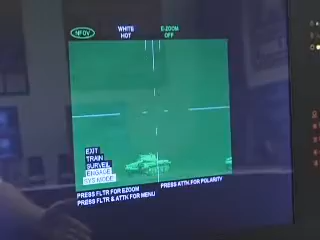 NFOV
WHITE HOT
E-ZOOM OFF
EXIT
TRAIN
SURVEIL
ENGAGE
SYS MODE
PRESS FLTR FOR EZOOM
PRESS ATTN FOR POLARITY
PRESS FLTR & ATTN FOR MENU